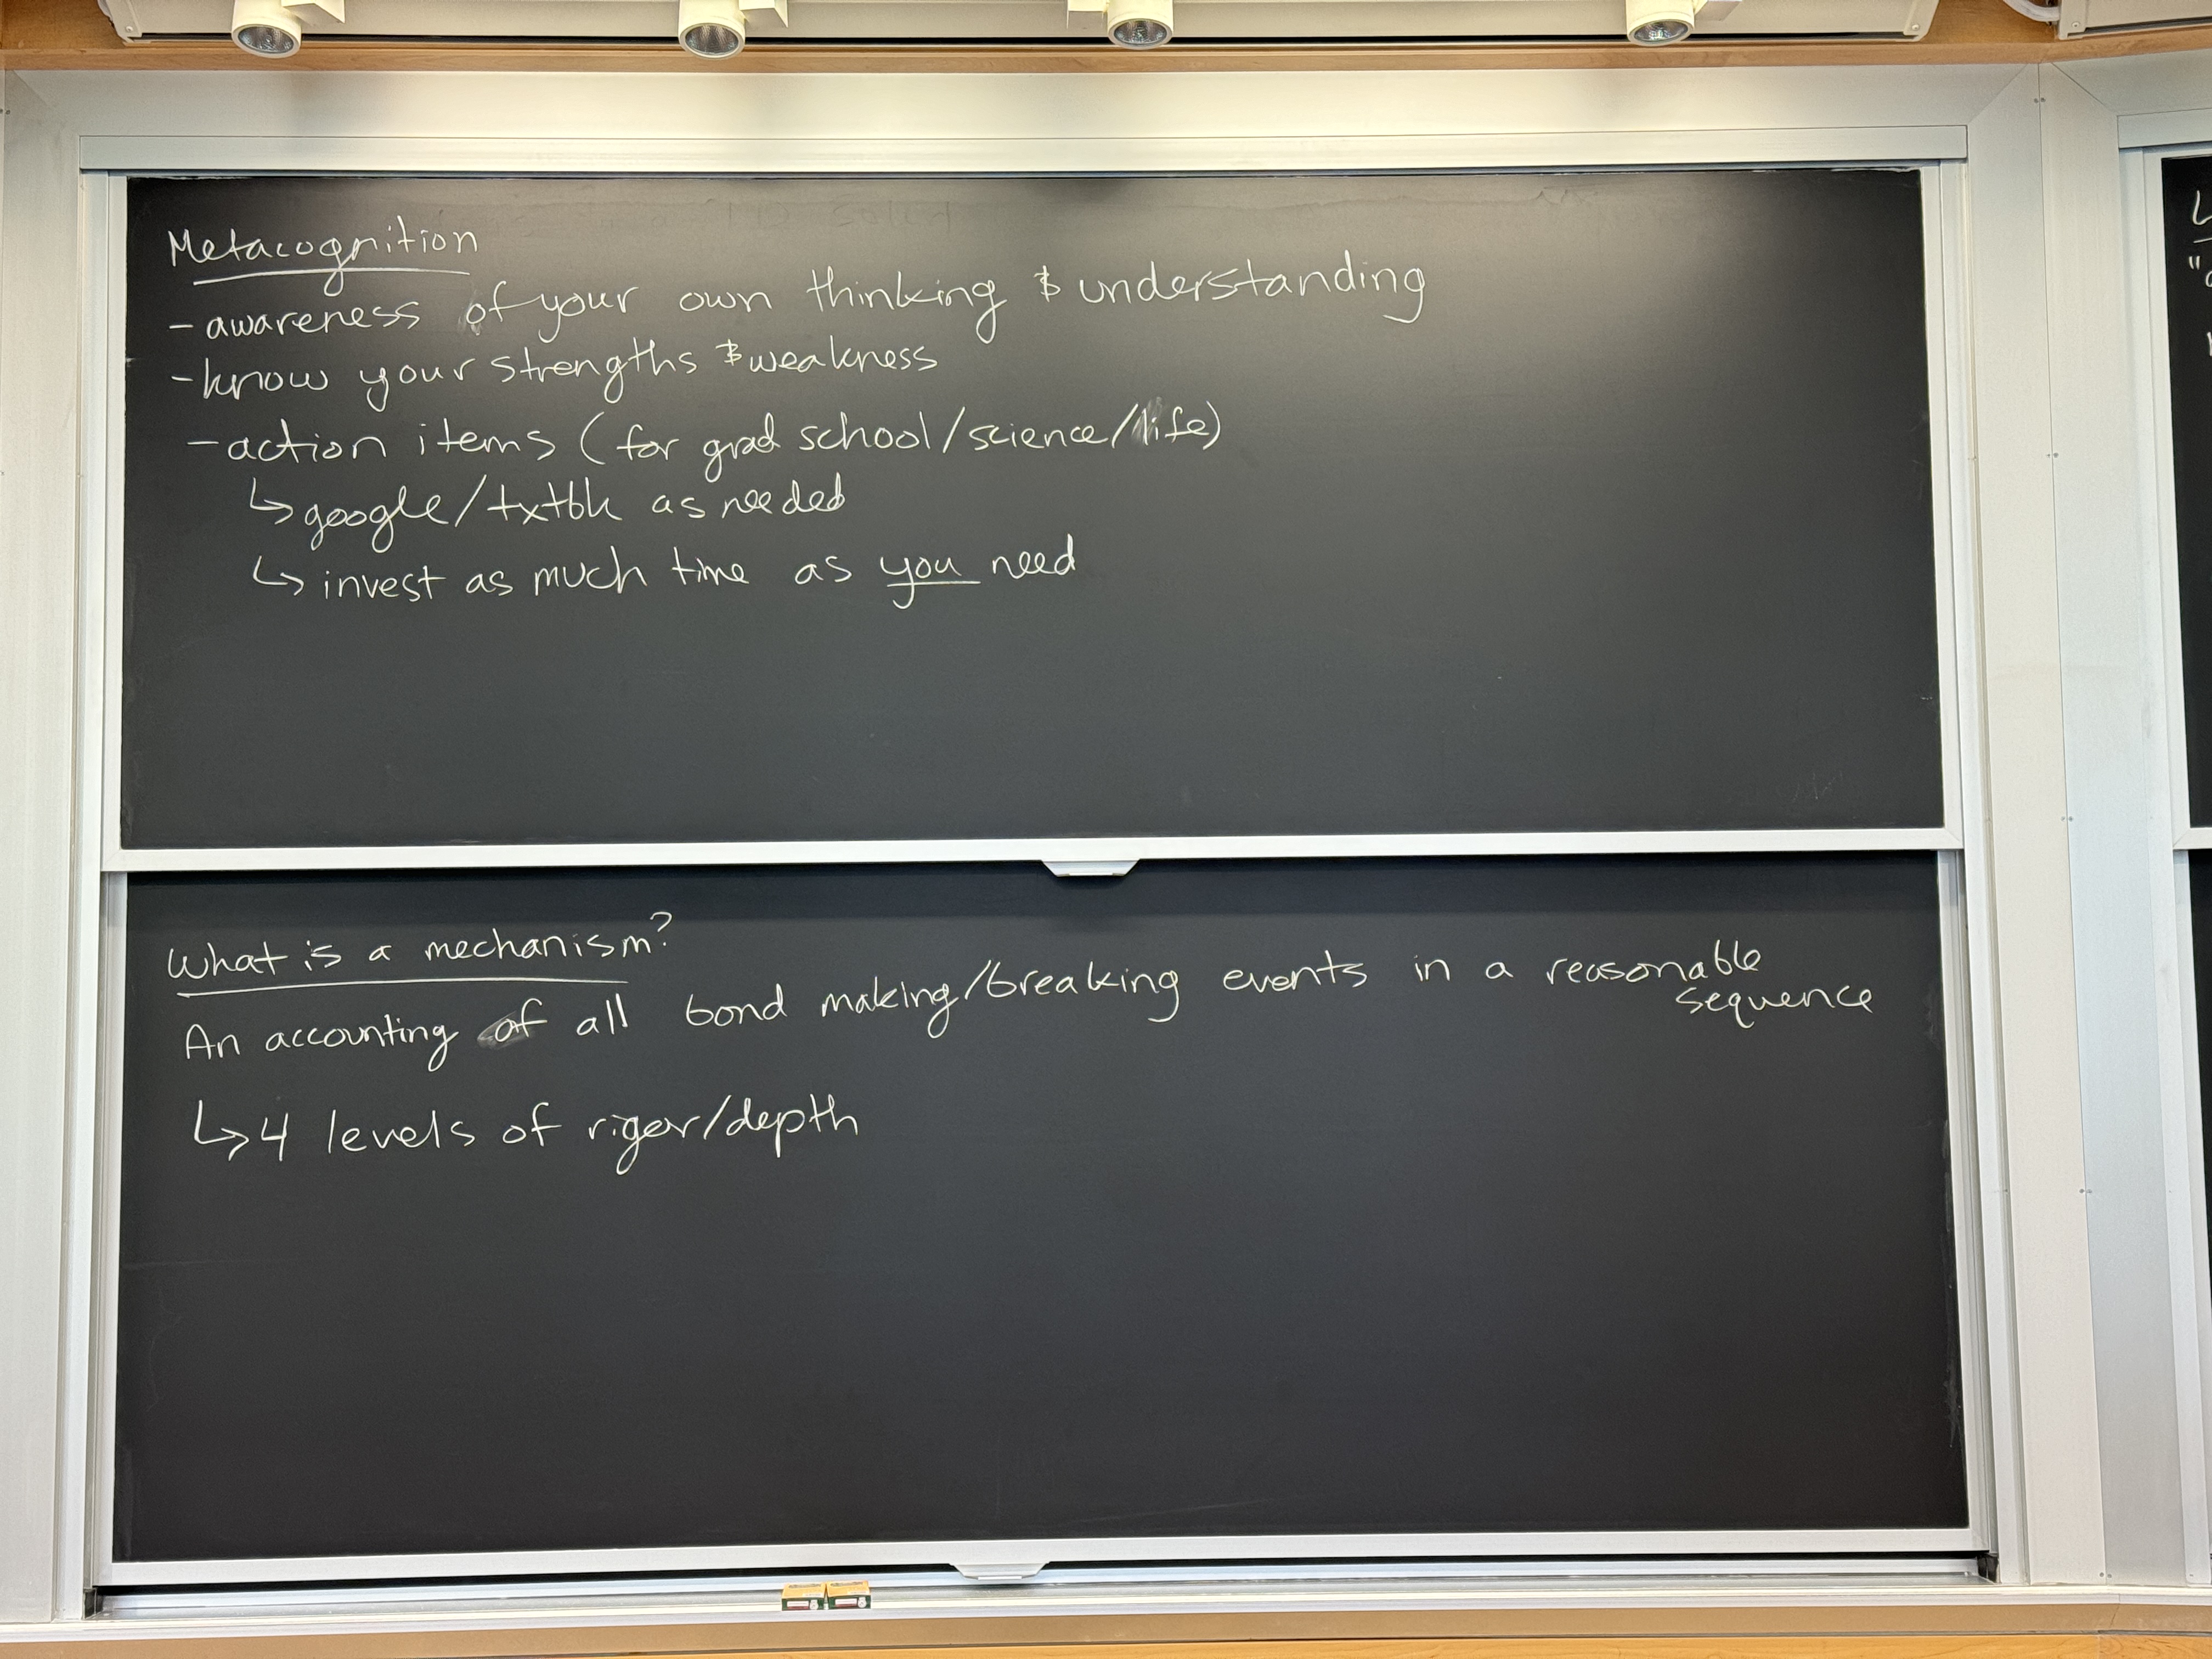 Metacognition
- awareness of your own thinking & understanding
- know your strengths & weakness
- action items (for grad school/science/life)
↳ google/txtbk as needed
↳ invest as much time as you need
What is a mechanism?
An accounting of all bond making/breaking events in a reasonable
sequence
↳ 4 levels of rigor/depth